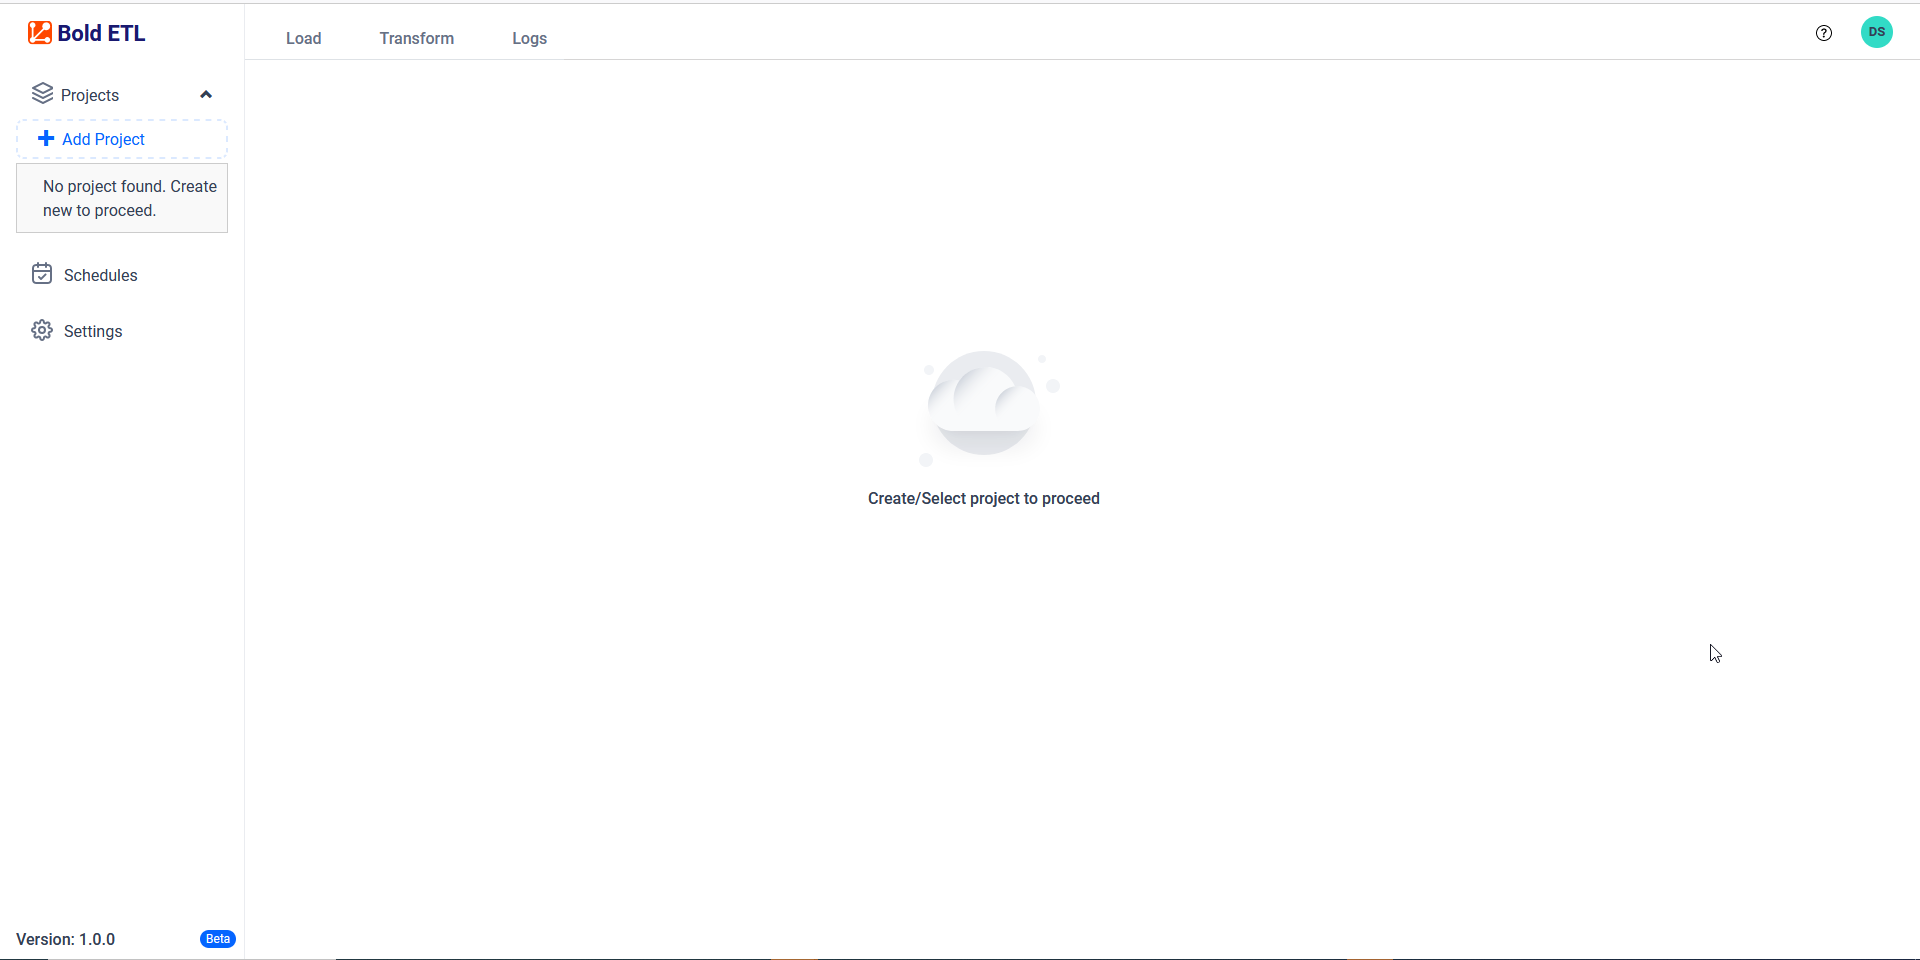 Bold ETL
Load
Transform
Logs
?
DS
Projects
Add Project
No project found. Create
new to proceed.
Schedules
Settings
Create/Select project to proceed
Version: 1.0.0
Beta